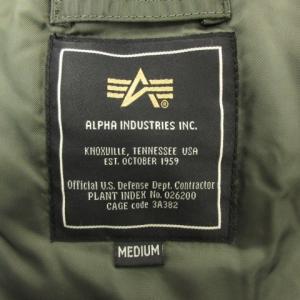 ALPHA INDUSTRIES INC.
KNOXVILLE, TENNESSEE USA
EST. OCTOBER 1959
Official U.S. Defense Dept. Contractor
PLANT INDEX No. 026200
CAGE code 3A382
MEDIUM